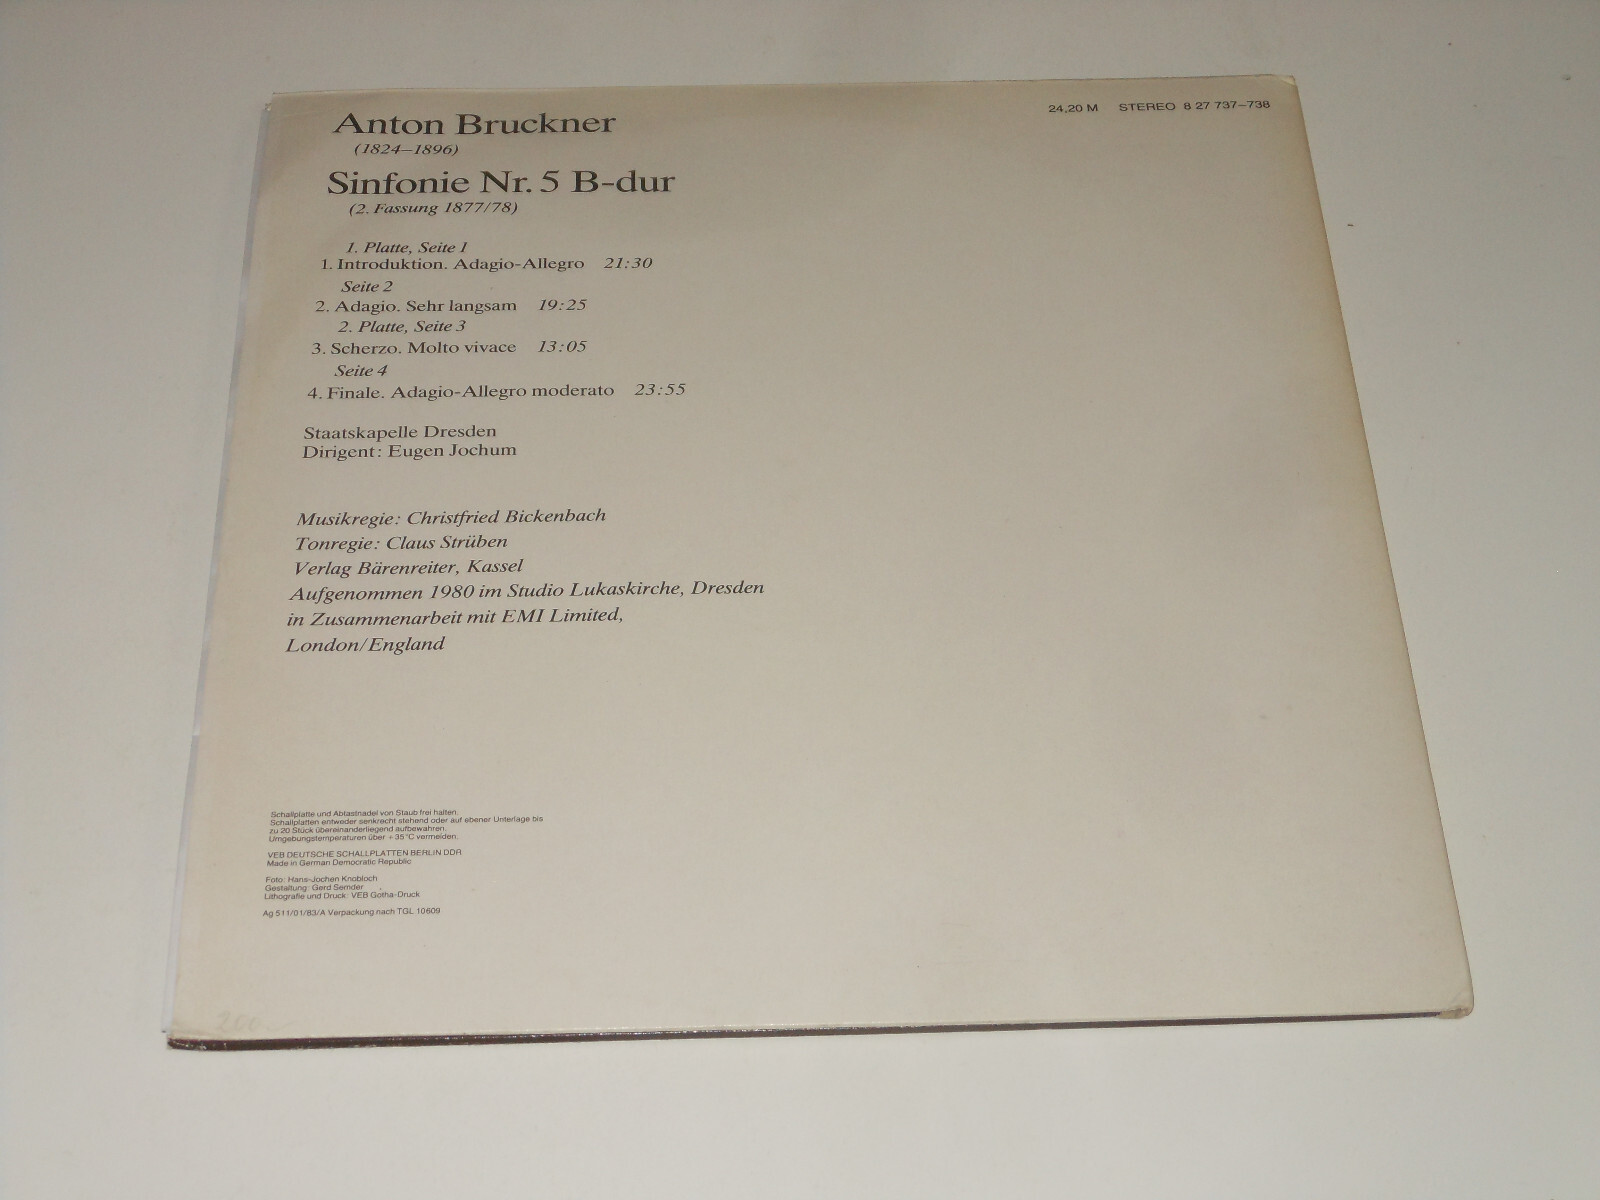 24,20 M STEREO 8 27 737–738
Anton Bruckner
(1824–1896)
Sinfonie Nr. 5 B-dur
(2. Fassung 1877/78)
1. Platte, Seite 1
1. Introduktion. Adagio-Allegro 21:30
Seite 2
2. Adagio. Sehr langsam 19:25
2. Platte, Seite 3
3. Scherzo. Molto vivace 13:05
Seite 4
4. Finale. Adagio-Allegro moderato 23:55
Staatskapelle Dresden
Dirigent: Eugen Jochum
Musikregie: Christfried Bickenbach
Tonregie: Claus Strüben
Verlag Bärenreiter, Kassel
Aufgenommen 1980 im Studio Lukaskirche, Dresden
in Zusammenarbeit mit EMI Limited,
London/England
Schallplatte und Abtastnadel von Staub frei halten.
Schallplatten entweder senkrecht stehend oder auf ebener Unterlage bis
zu 20 Stück übereinanderliegend aufbewahren.
Umgebungstemperaturen über +35°C vermeiden.
VEB DEUTSCHE SCHALLPLATTEN BERLIN DDR
Made in German Democratic Republic
Foto: Hans-Jochen Knobloch
Gestaltung: Gerd Semder
Lithografie und Druck: VEB Gotha-Druck
Ag 511/01/83/A Verpackung nach TGL 10609